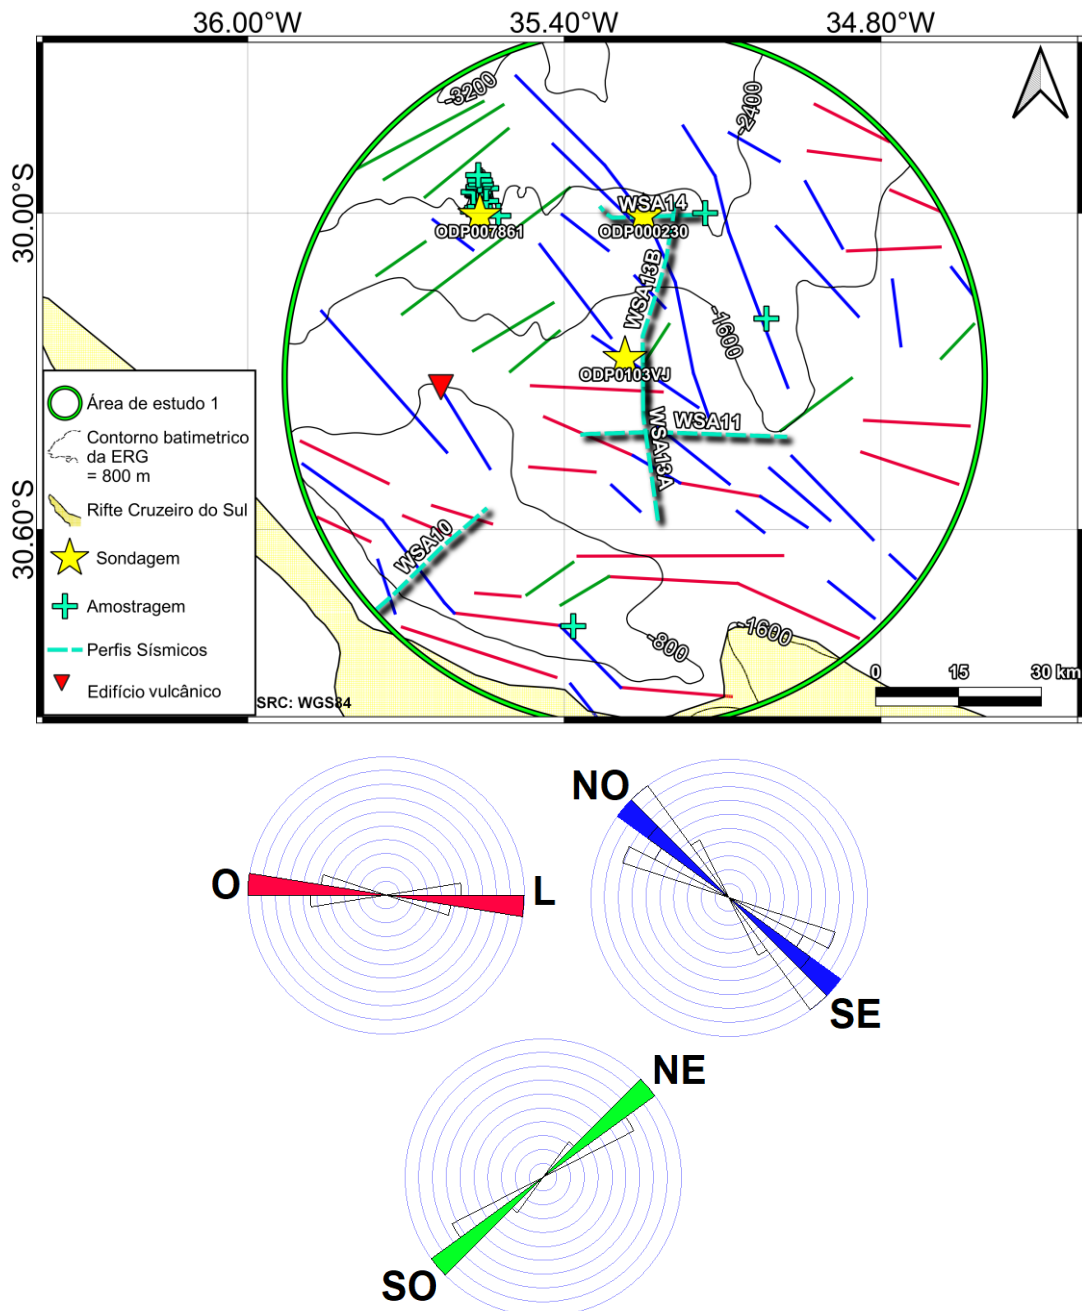 36.00°W 35.40°W 34.80°W
30.00°S
30.60°S
-3200
-2400
WSA14
ODP007861
ODP000230
WSA13B
-1600
ODP0103VJ
WSA11
WSA13A
WSA10
-800
-1600
Área de estudo 1
Contorno batimetrico
da ERG
= 800 m
Rifte Cruzeiro do Sul
Sondagem
Amostragem
Perfis Sísmicos
Edifício vulcânico
SRC: WGS84
0 15 30 km
O L
NO
SE
NE
SO